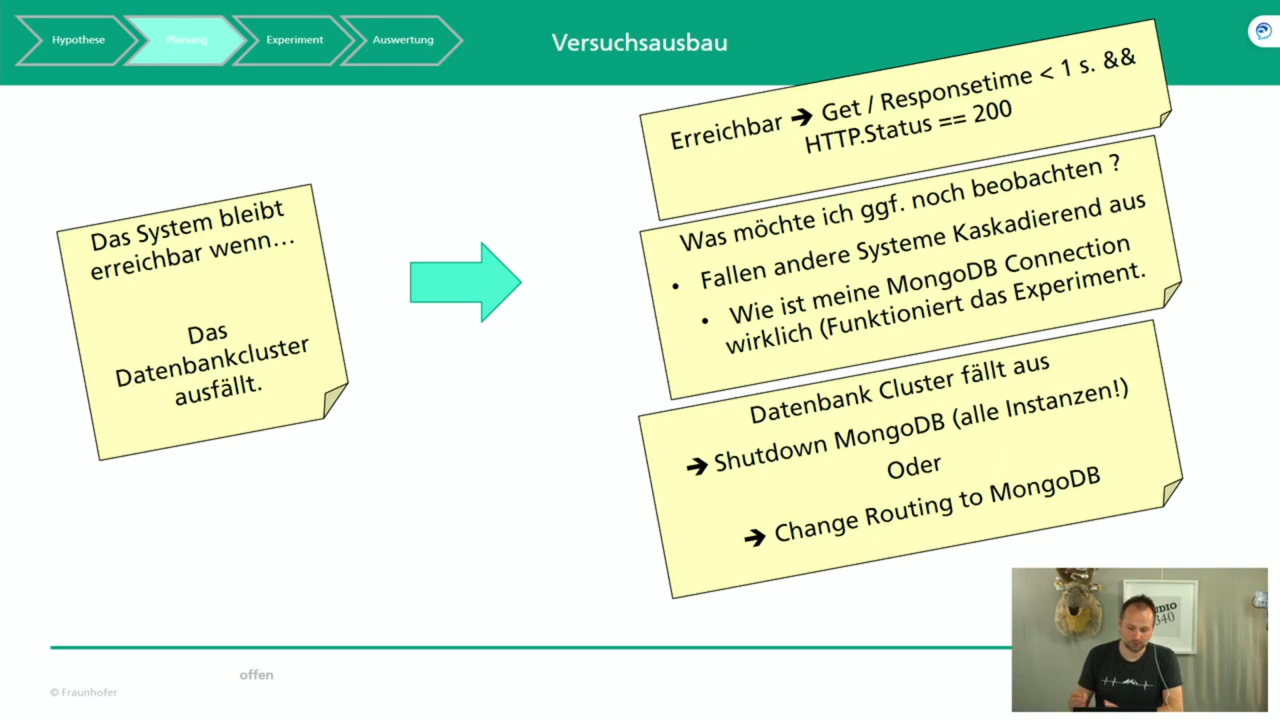 Hypothese
Planung
Experiment
Auswertung
Versuchsausbau
Das System bleibt
erreichbar wenn…
Das
Datenbankcluster
ausfällt.
Erreichbar ➔ Get / Responsetime < 1 s. &&
HTTP.Status == 200
Was möchte ich ggf. noch beobachten ?
• Fallen andere Systeme Kaskadierend aus
• Wie ist meine MongoDB Connection
wirklich (Funktioniert das Experiment.
Datenbank Cluster fällt aus
➔ Shutdown MongoDB (alle Instanzen!)
Oder
➔ Change Routing to MongoDB
offen
© Fraunhofer
340